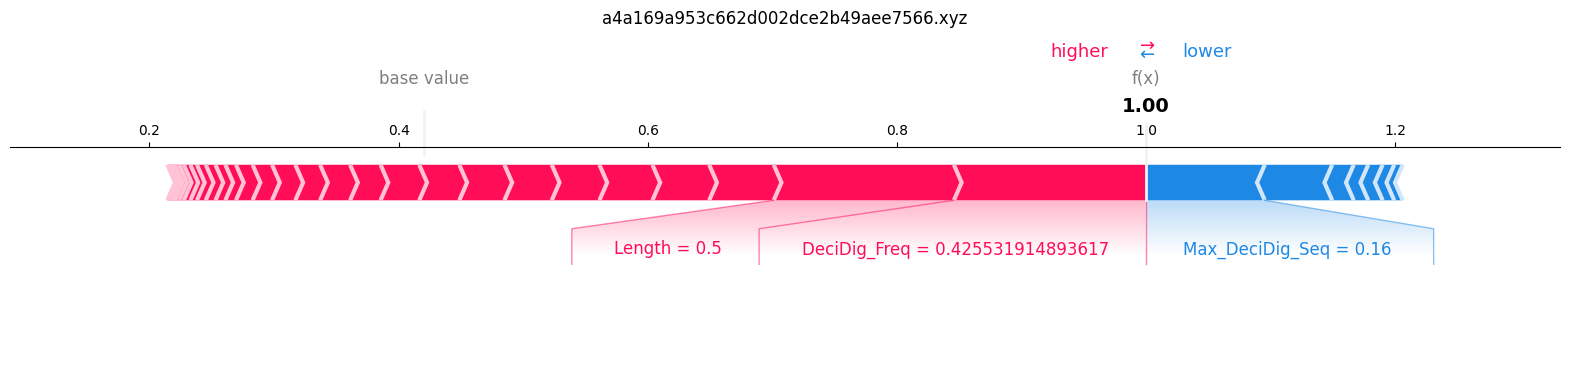 a4a169a953c662d002dce2b49aee7566.xyz
higher ⇄ lower
base value f(x)
1.00
0.2 0.4 0.6 0.8 1.0 1.2
Length = 0.5 DeciDig_Freq = 0.425531914893617 Max_DeciDig_Seq = 0.16